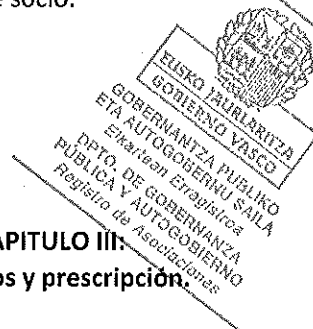 e socio.
EUSKO JAURLARITZA
GOBIERNO VASCO
GOBERNANTZA PUBLIKO
ETA AUTOGOBERNU SAILA
Elkarteen Erregistroa
DPTO. DE GOBERNANZA
PÚBLICA Y AUTOGOBIERNO
Registro de Asociaciones
APITULO III:
os y prescripción.